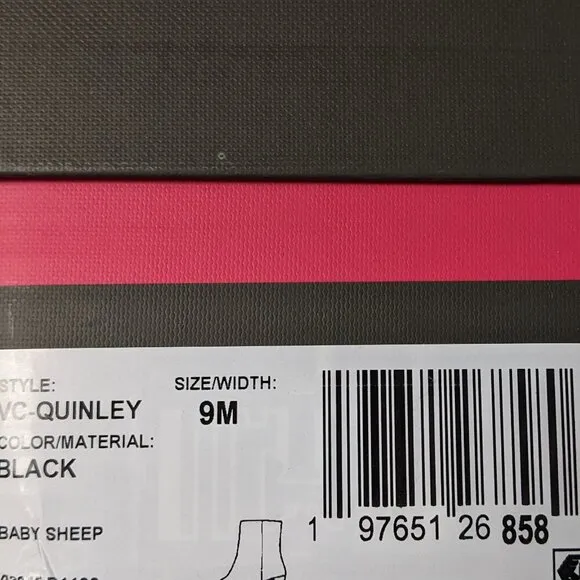 STYLE:
SIZE/WIDTH:
VC-QUINLEY
9M
COLOR/MATERIAL:
BLACK
BABY SHEEP
1 97651 26 858